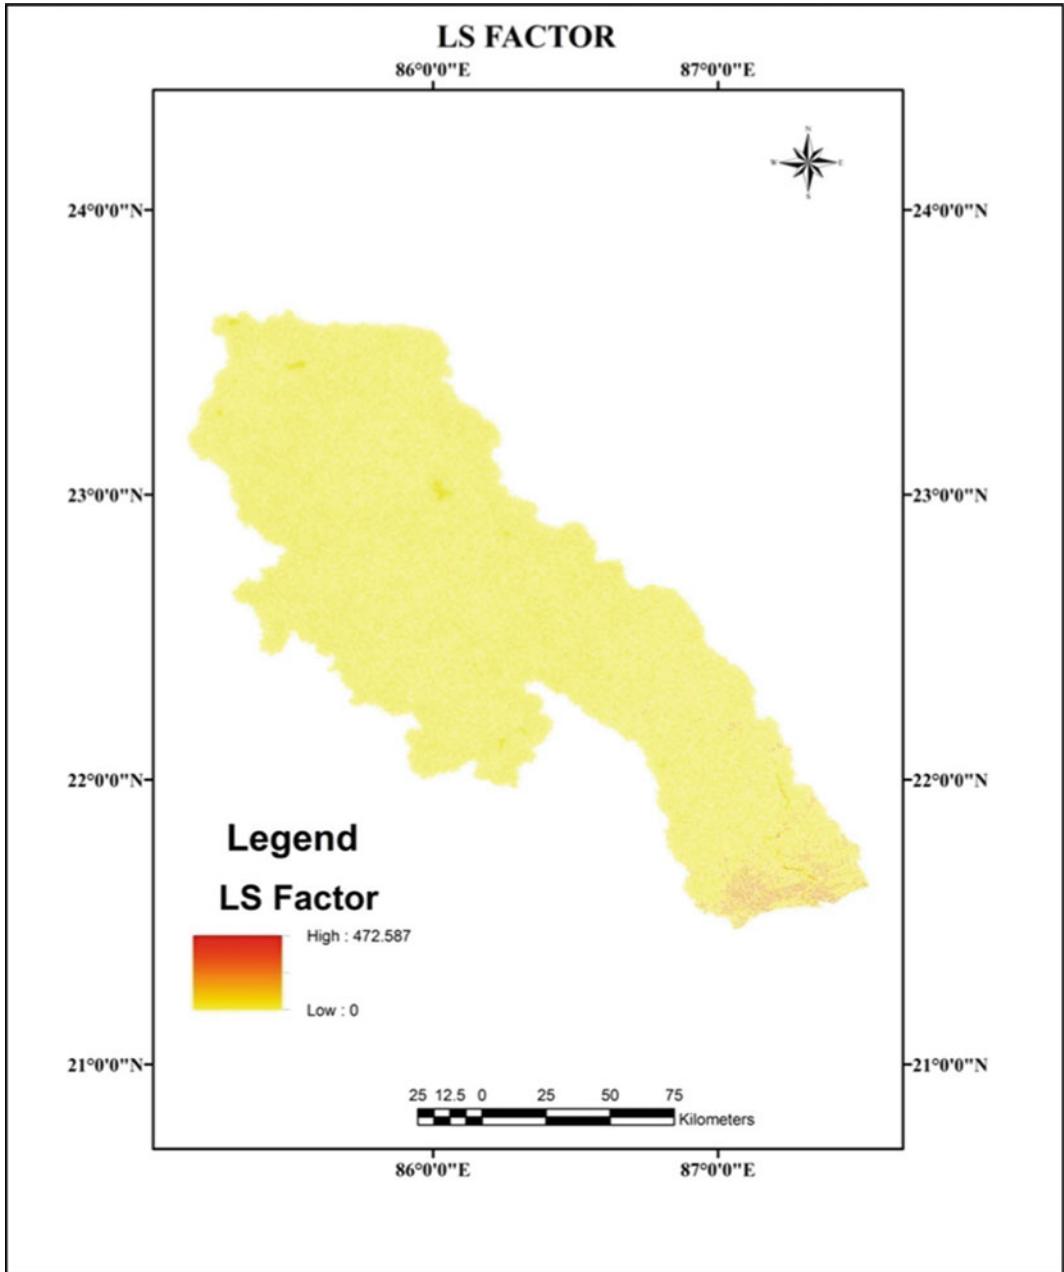 LS FACTOR
86°0'0"E 87°0'0"E
N
W E
S
24°0'0"N 24°0'0"N
23°0'0"N 23°0'0"N
22°0'0"N 22°0'0"N
Legend
LS Factor
High : 472.587
Low : 0
21°0'0"N 21°0'0"N
25 12.5 0 25 50 75
Kilometers
86°0'0"E 87°0'0"E